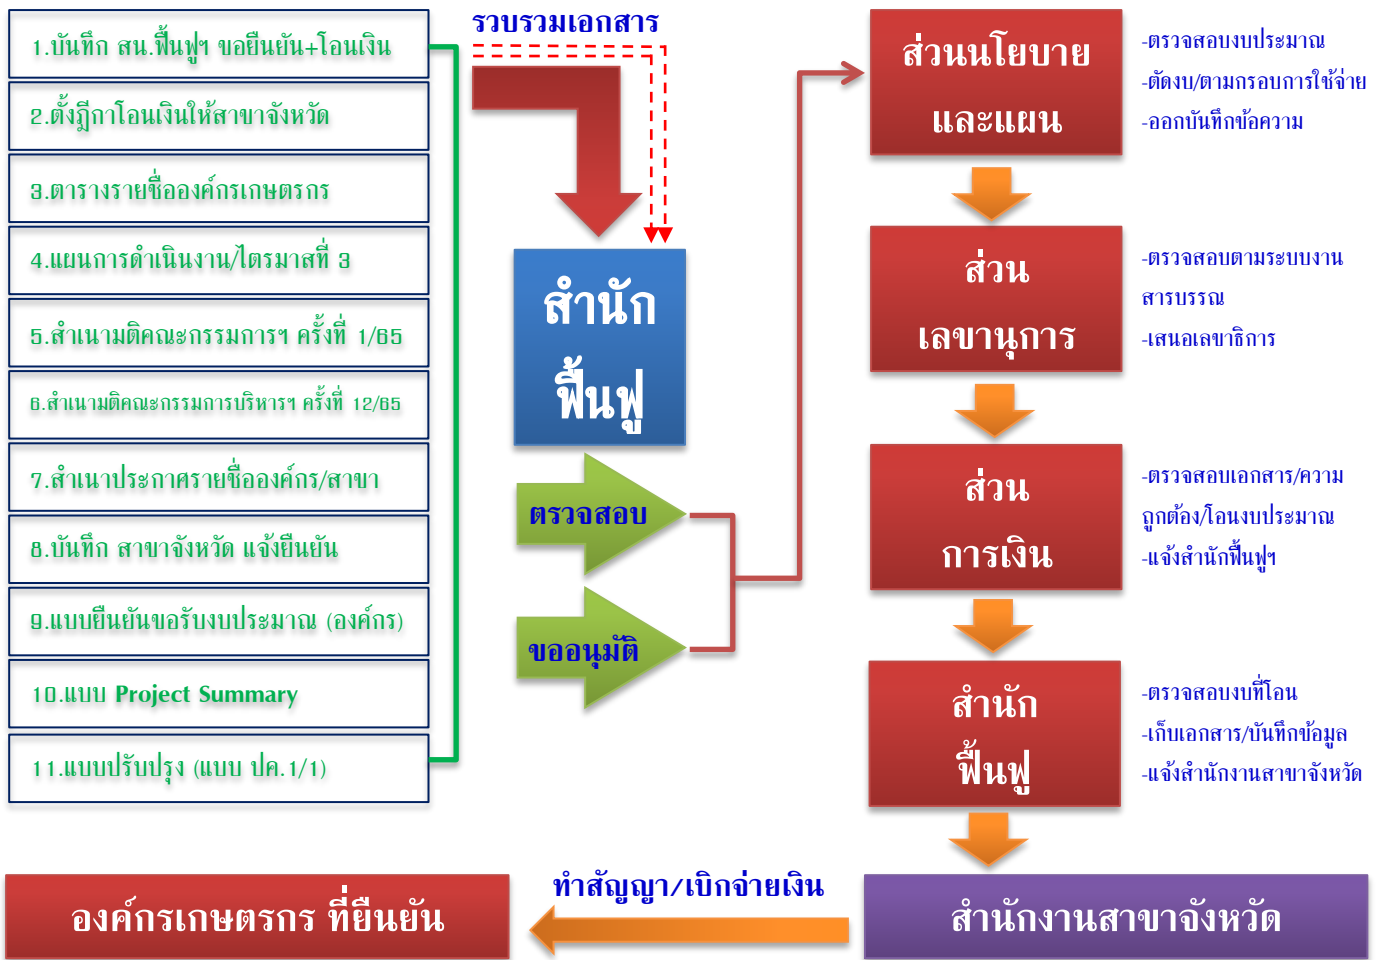 1.บันทึก สน.ฟื้นฟูฯ ขอยืนยัน+โอนเงิน
2.ตั้งฎีกาโอนเงินให้สาขาจังหวัด
3.ตารางรายชื่อองค์กรเกษตรกร
4.แผนการดำเนินงาน/ไตรมาสที่ 3
5.สำเนามติคณะกรรมการฯ ครั้งที่ 1/65
6.สำเนามติคณะกรรมการบริหารฯ ครั้งที่ 12/65
7.สำเนาประกาศรายชื่อองค์กร/สาขา
8.บันทึก สาขาจังหวัด แจ้งยืนยัน
9.แบบยืนยันขอรับงบประมาณ (องค์กร)
10.แบบ Project Summary
11.แบบปรับปรุง (แบบ ปค.1/1)
รวบรวมเอกสาร
สำนัก
ฟื้นฟู
ตรวจสอบ
ขออนุมัติ
ส่วนนโยบาย
และแผน
-ตรวจสอบงบประมาณ
-ตัดงบ/ตามกรอบการใช้จ่าย
-ออกบันทึกข้อความ
ส่วน
เลขานุการ
-ตรวจสอบตามระบบงาน
สารบรรณ
-เสนอเลขาธิการ
ส่วน
การเงิน
-ตรวจสอบเอกสาร/ความ
ถูกต้อง/โอนงบประมาณ
-แจ้งสำนักฟื้นฟูฯ
สำนัก
ฟื้นฟู
-ตรวจสอบงบที่โอน
-เก็บเอกสาร/บันทึกข้อมูล
-แจ้งสำนักงานสาขาจังหวัด
สำนักงานสาขาจังหวัด
ทำสัญญา/เบิกจ่ายเงิน
องค์กรเกษตรกร ที่ยืนยัน